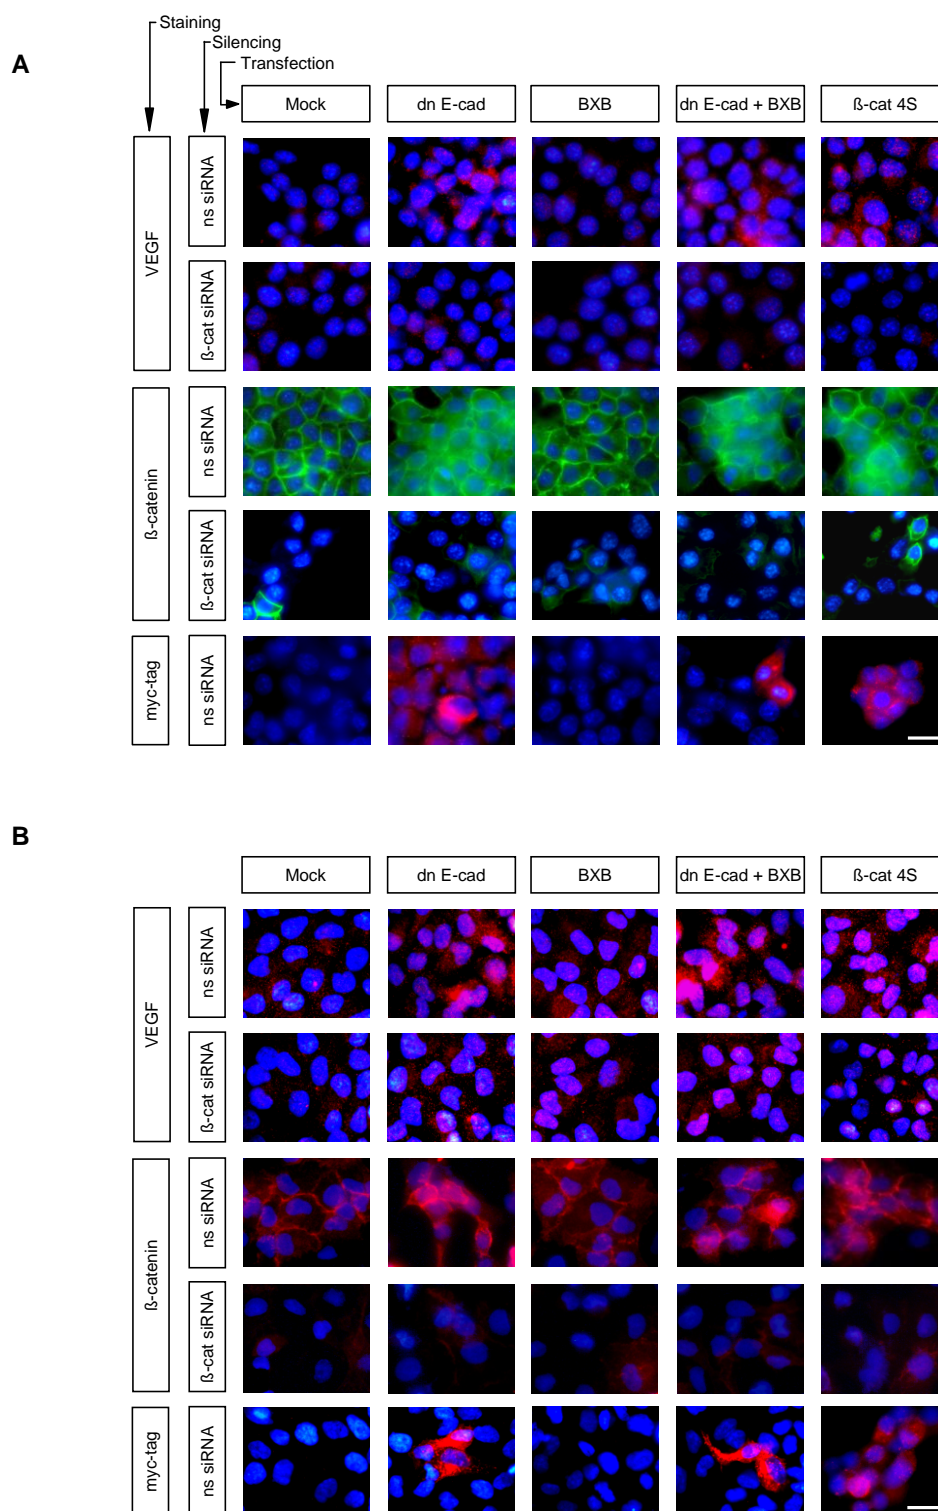 Staining
Silencing
Transfection
A
Mock
dn E-cad
BXB
dn E-cad + BXB
ß-cat 4S
VEGF
ns siRNA
ß-cat siRNA
ß-catenin
ns siRNA
ß-cat siRNA
myc-tag
ns siRNA
B
Mock
dn E-cad
BXB
dn E-cad + BXB
ß-cat 4S
VEGF
ns siRNA
ß-cat siRNA
ß-catenin
ns siRNA
ß-cat siRNA
myc-tag
ns siRNA